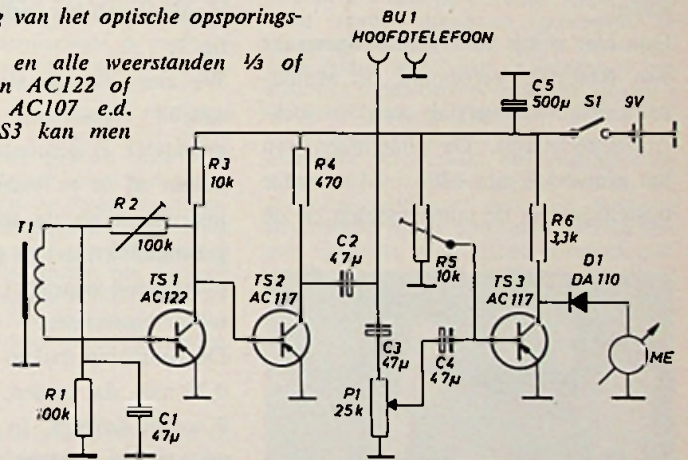 van het optische opsporings-
en alle weerstanden ⅓ of
AC122 of
AC107 e.d.
S3 kan men
BU1
HOOFDTELEFOON
C5
500µ
S1
9V
R3
10k
R4
470
R2
100k
T1
C2
47µ
R5
10k
R6
3,3k
D1
DA110
TS1
AC122
TS2
AC117
TS3
AC117
C3
47µ
C4
47µ
ME
R1
100k
C1
47µ
P1
25k